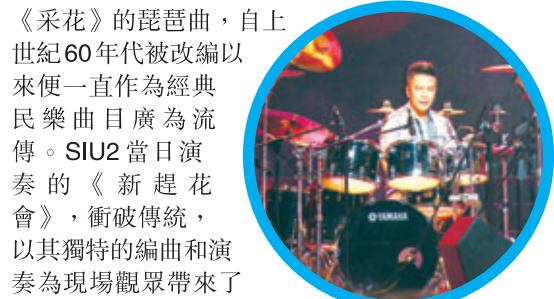 《采花》的琵琶曲，自上
世紀60年代被改編以
來便一直作為經典
民樂曲目廣為流
傳。SIU2當日演
奏的《新趕花
會》，衝破傳統，
以其獨特的編曲和演
奏為現場觀眾帶來了
YAMAHA